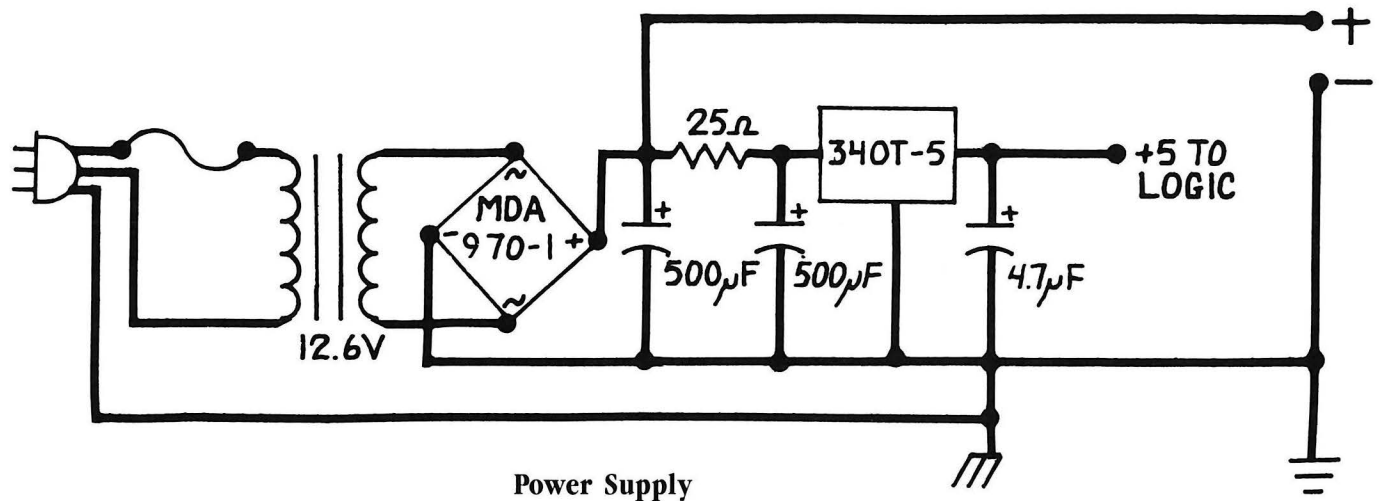 +
−
25Ω
340T-5
+5 TO
LOGIC
~
MDA
- 970-1 +
~
+
500µF
+
500µF
+
4.7µF
12.6V
Power Supply